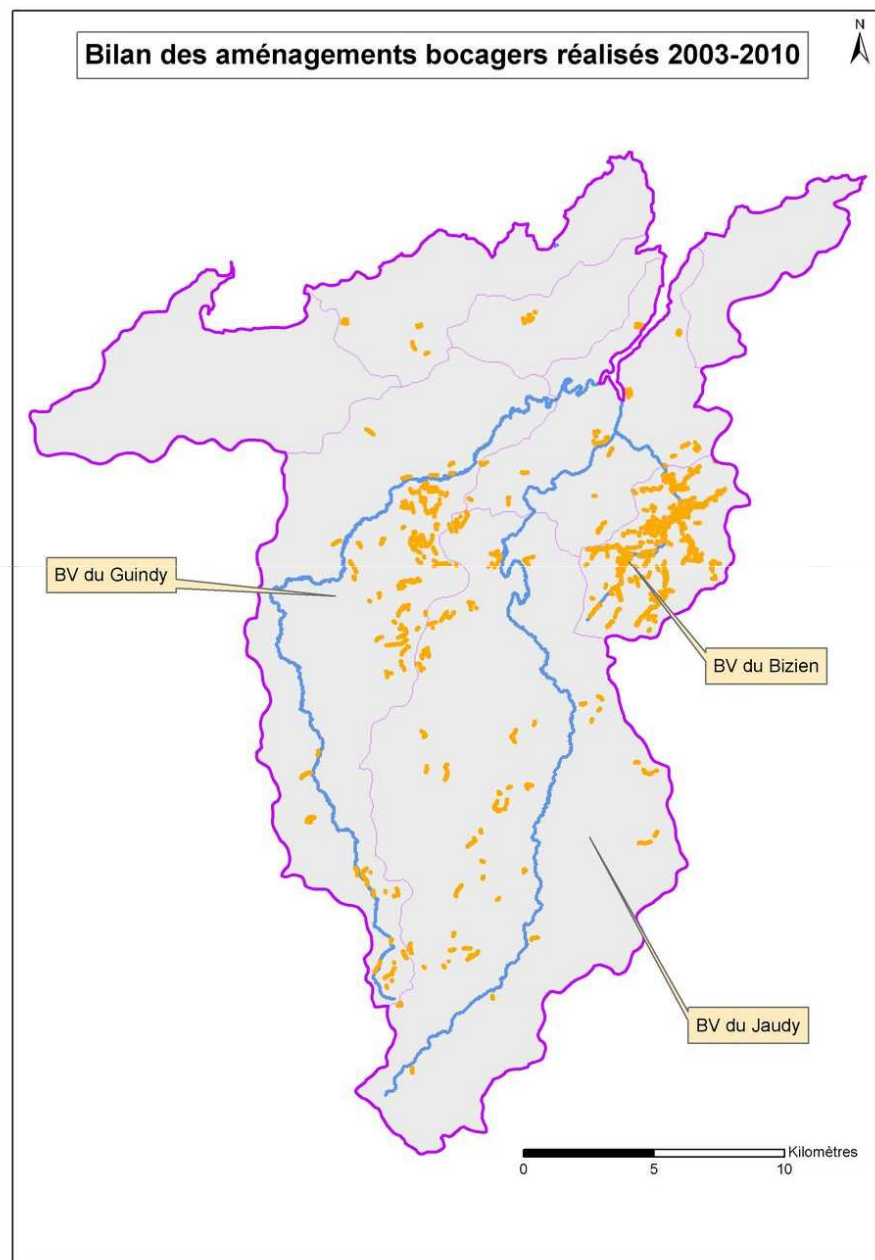 Bilan des aménagements bocagers réalisés 2003-2010
N
BV du Guindy
BV du Bizien
BV du Jaudy
Kilomètres
0 5 10